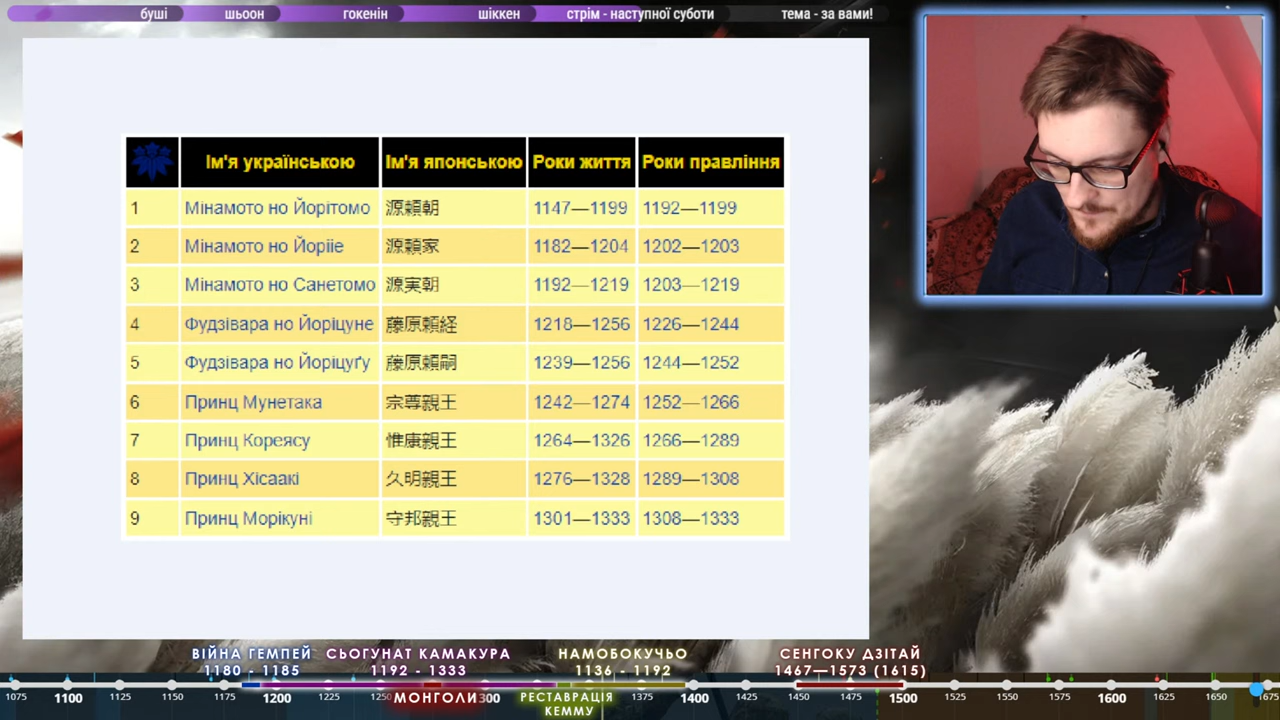 буші шьоон гокенін шіккен стрім - наступної суботи тема - за вами!
Ім'я українською Ім'я японською Роки життя Роки правління
1 Мінамото но Йорітомо 源頼朝 1147—1199 1192—1199
2 Мінамото но Йоріїе 源頼家 1182—1204 1202—1203
3 Мінамото но Санетомо 源実朝 1192—1219 1203—1219
4 Фудзівара но Йоріцуне 藤原頼経 1218—1256 1226—1244
5 Фудзівара но Йоріцуґу 藤原頼嗣 1239—1256 1244—1252
6 Принц Мунетака 宗尊親王 1242—1274 1252—1266
7 Принц Кореясу 惟康親王 1264—1326 1266—1289
8 Принц Хісаакі 久明親王 1276—1328 1289—1308
9 Принц Морікуні 守邦親王 1301—1333 1308—1333
ВІЙНА ГЕМПЕЙ СЬОГУНАТ КАМАКУРА НАМОБОКУЧЬО СЕНГОКУ ДЗІТАЙ
1180 - 1185 1192 - 1333 1136 - 1192 1467—1573 (1615)
1075 1100 1125 1150 1175 1200 1225 МОНГОЛИ РЕСТАВРАЦІЯ 1375 1400 1425 1450 1475 1500 1525 1550 1575 1600 1625 1650 1675
КЕММУ